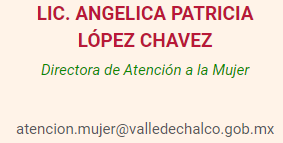 LIC. ANGELICA PATRICIA
LÓPEZ CHAVEZ
Directora de Atención a la Mujer
atencion.mujer@valledechalco.gob.mx